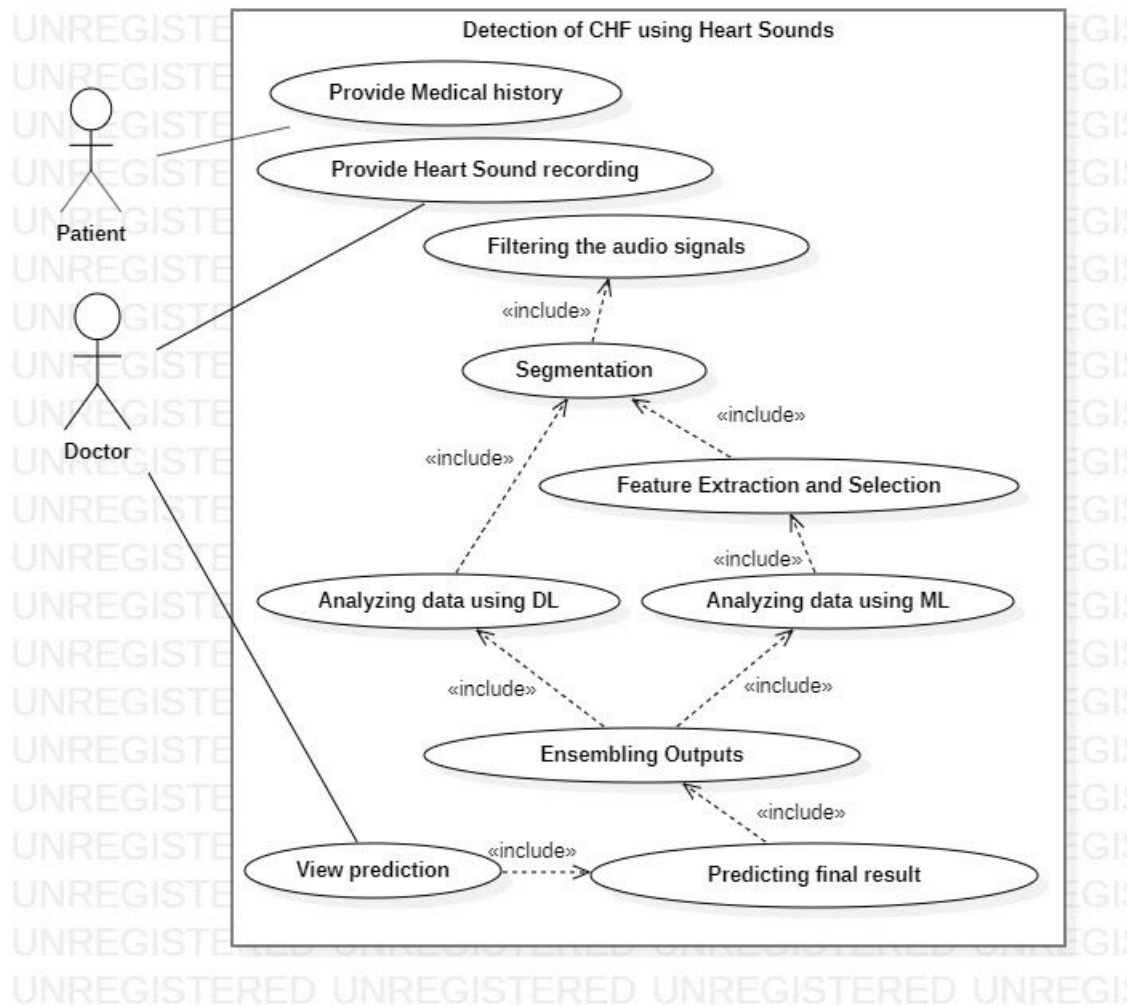 Detection of CHF using Heart Sounds
Provide Medical history
Provide Heart Sound recording
Patient
Filtering the audio signals
«include»
Segmentation
«include»
Doctor
«include»
Feature Extraction and Selection
«include»
Analyzing data using DL
Analyzing data using ML
«include»
«include»
Ensembling Outputs
«include»
«include»
View prediction
Predicting final result
UNREGISTERED UNREGISTERED UNREGISTERED UNREGIS